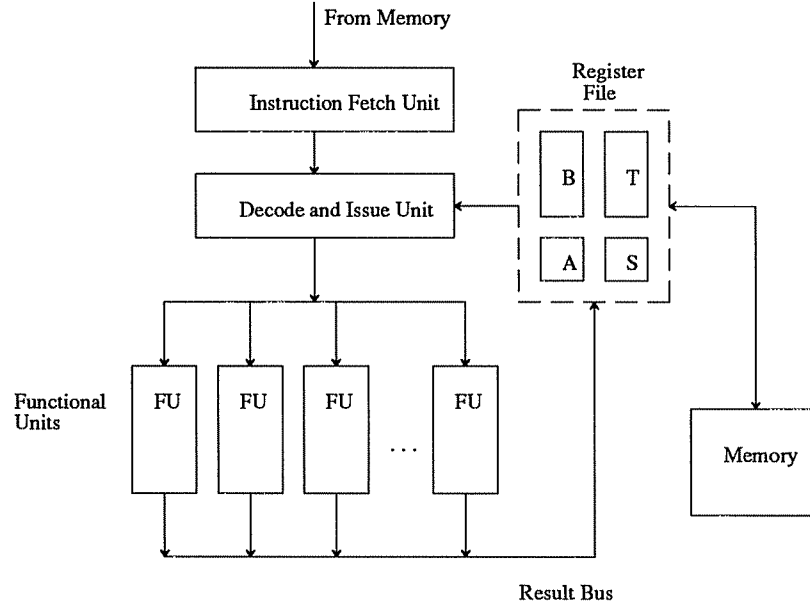 From Memory
Instruction Fetch Unit
Register
File
B
T
Decode and Issue Unit
A
S
Functional
Units
FU
FU
FU
. . .
FU
Memory
Result Bus